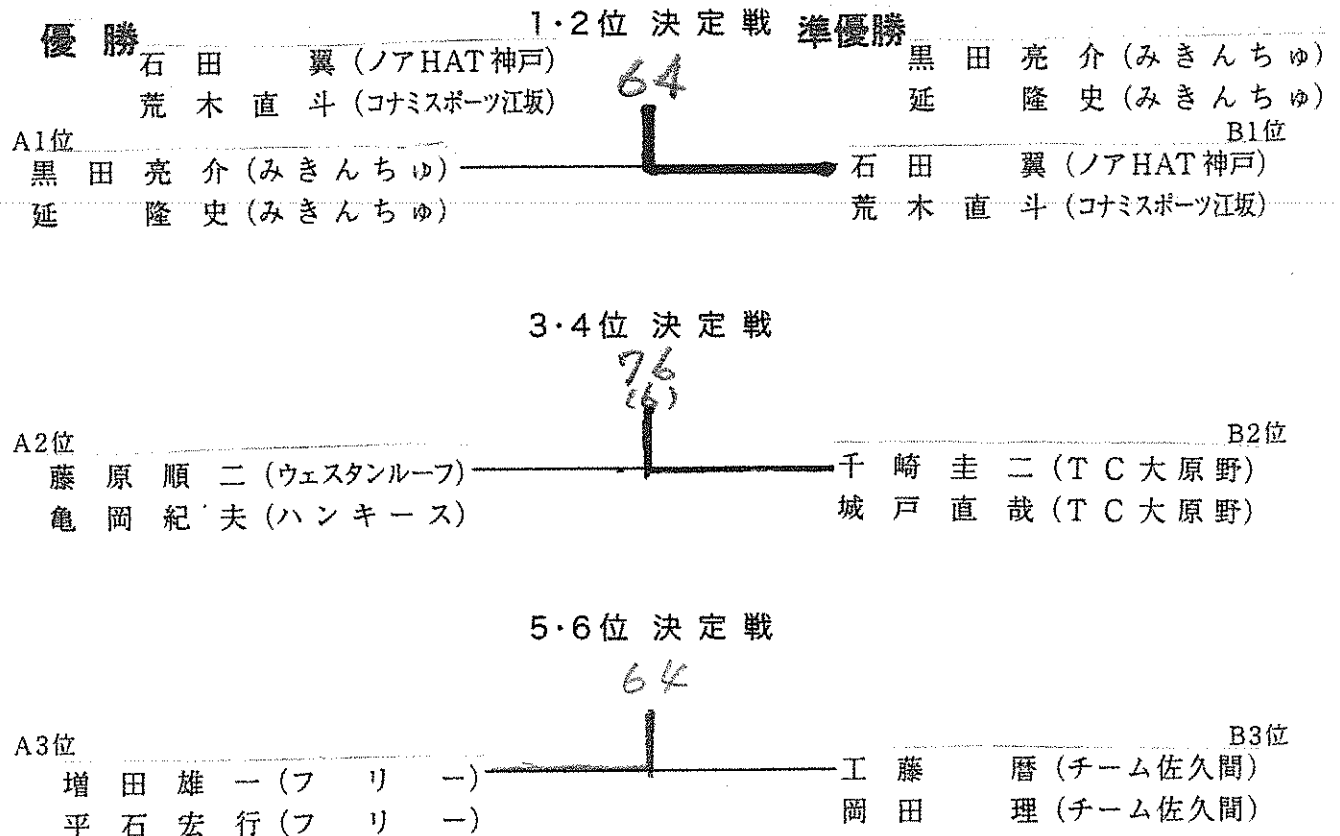 1・2位 決定戦
優勝
石田 翼 (ノアHAT神戸)
荒木直斗 (コナミスポーツ江坂)
準優勝
黒田亮介 (みきんちゅ)
延 隆史 (みきんちゅ)
64
A1位
黒田亮介 (みきんちゅ)
延 隆史 (みきんちゅ)
B1位
石田 翼 (ノアHAT神戸)
荒木直斗 (コナミスポーツ江坂)
3・4位 決定戦
76
(6)
A2位
藤原順二 (ウェスタンルーフ)
亀岡紀夫 (ハンキース)
B2位
千崎圭二 (TC大原野)
城戸直哉 (TC大原野)
5・6位 決定戦
64
A3位
増田雄一 (フリー)
平石宏行 (フリー)
B3位
工藤 暦 (チーム佐久間)
岡田 理 (チーム佐久間)